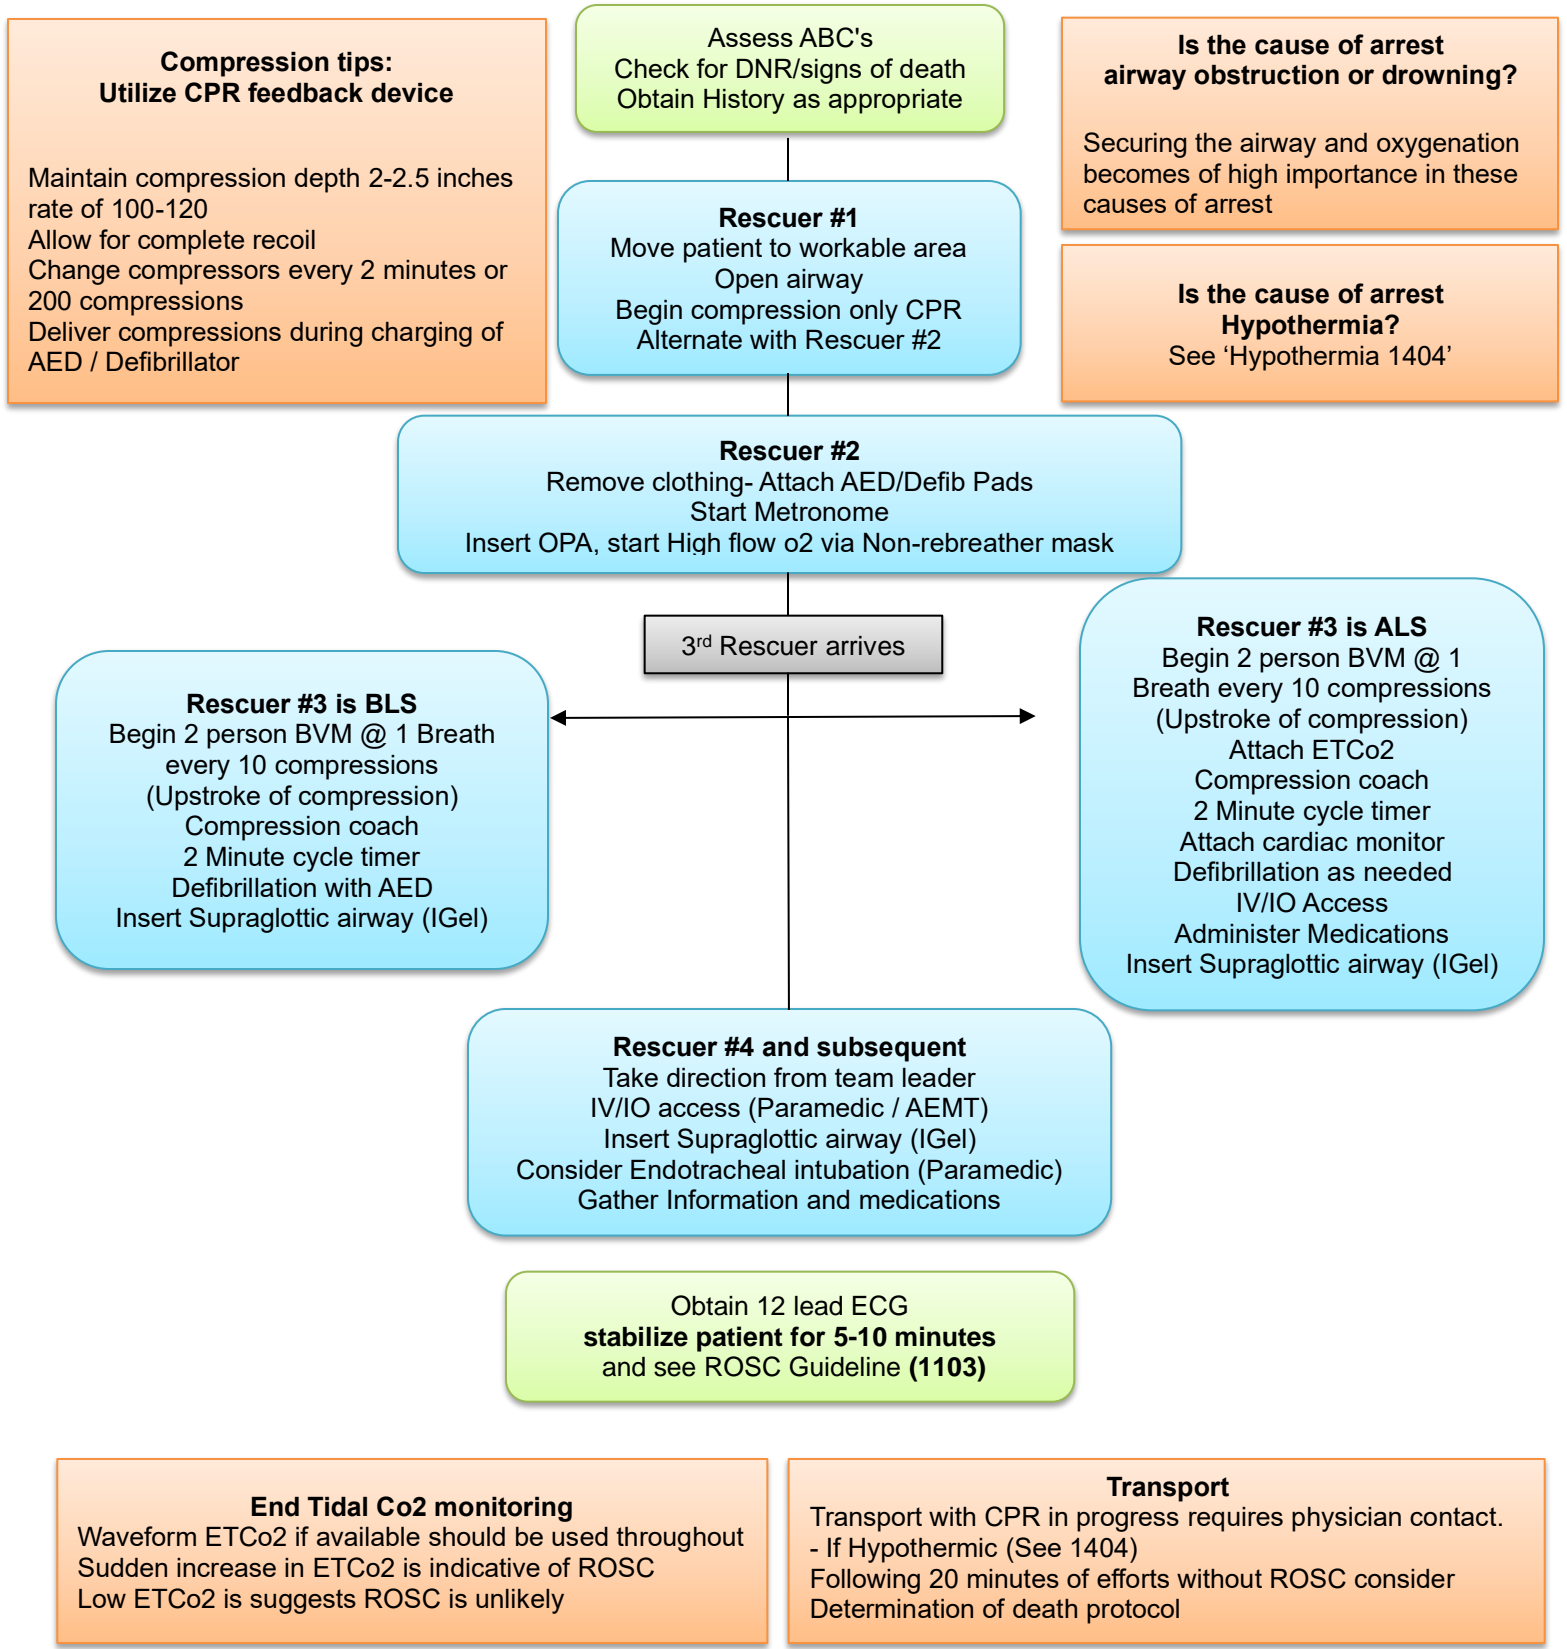 Compression tips:
Utilize CPR feedback device
Maintain compression depth 2-2.5 inches
rate of 100-120
Allow for complete recoil
Change compressors every 2 minutes or
200 compressions
Deliver compressions during charging of
AED / Defibrillator
Assess ABC's
Check for DNR/signs of death
Obtain History as appropriate
Is the cause of arrest
airway obstruction or drowning?
Securing the airway and oxygenation
becomes of high importance in these
causes of arrest
Rescuer #1
Move patient to workable area
Open airway
Begin compression only CPR
Alternate with Rescuer #2
Is the cause of arrest
Hypothermia?
See ‘Hypothermia 1404’
Rescuer #2
Remove clothing- Attach AED/Defib Pads
Start Metronome
Insert OPA, start High flow o2 via Non-rebreather mask
3rd Rescuer arrives
Rescuer #3 is BLS
Begin 2 person BVM @ 1 Breath
every 10 compressions
(Upstroke of compression)
Compression coach
2 Minute cycle timer
Defibrillation with AED
Insert Supraglottic airway (IGel)
Rescuer #3 is ALS
Begin 2 person BVM @ 1
Breath every 10 compressions
(Upstroke of compression)
Attach ETCo2
Compression coach
2 Minute cycle timer
Attach cardiac monitor
Defibrillation as needed
IV/IO Access
Administer Medications
Insert Supraglottic airway (IGel)
Rescuer #4 and subsequent
Take direction from team leader
IV/IO access (Paramedic / AEMT)
Insert Supraglottic airway (IGel)
Consider Endotracheal intubation (Paramedic)
Gather Information and medications
Obtain 12 lead ECG
stabilize patient for 5-10 minutes
and see ROSC Guideline (1103)
End Tidal Co2 monitoring
Waveform ETCo2 if available should be used throughout
Sudden increase in ETCo2 is indicative of ROSC
Low ETCo2 is suggests ROSC is unlikely
Transport
Transport with CPR in progress requires physician contact.
- If Hypothermic (See 1404)
Following 20 minutes of efforts without ROSC consider
Determination of death protocol